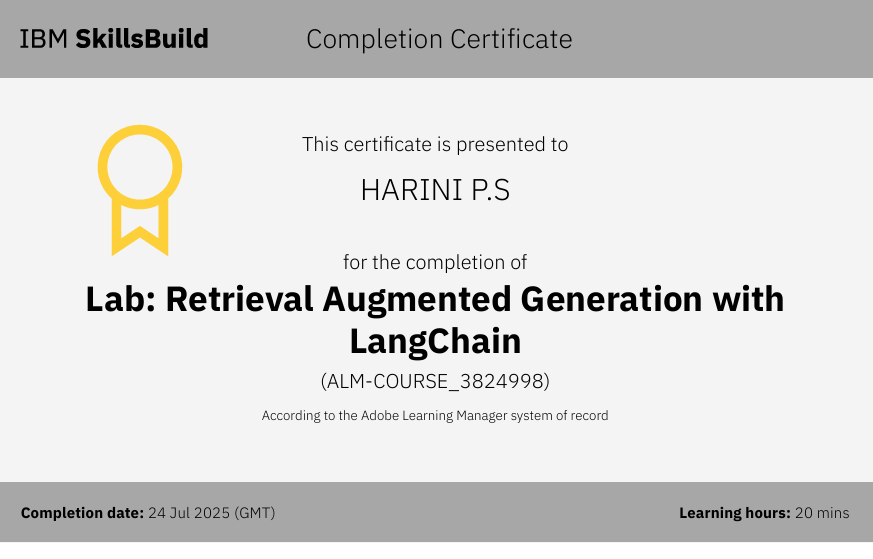 IBM SkillsBuild
Completion Certificate
This certificate is presented to
HARINI P.S
for the completion of
Lab: Retrieval Augmented Generation with
LangChain
(ALM-COURSE_3824998)
According to the Adobe Learning Manager system of record
Completion date: 24 Jul 2025 (GMT)
Learning hours: 20 mins